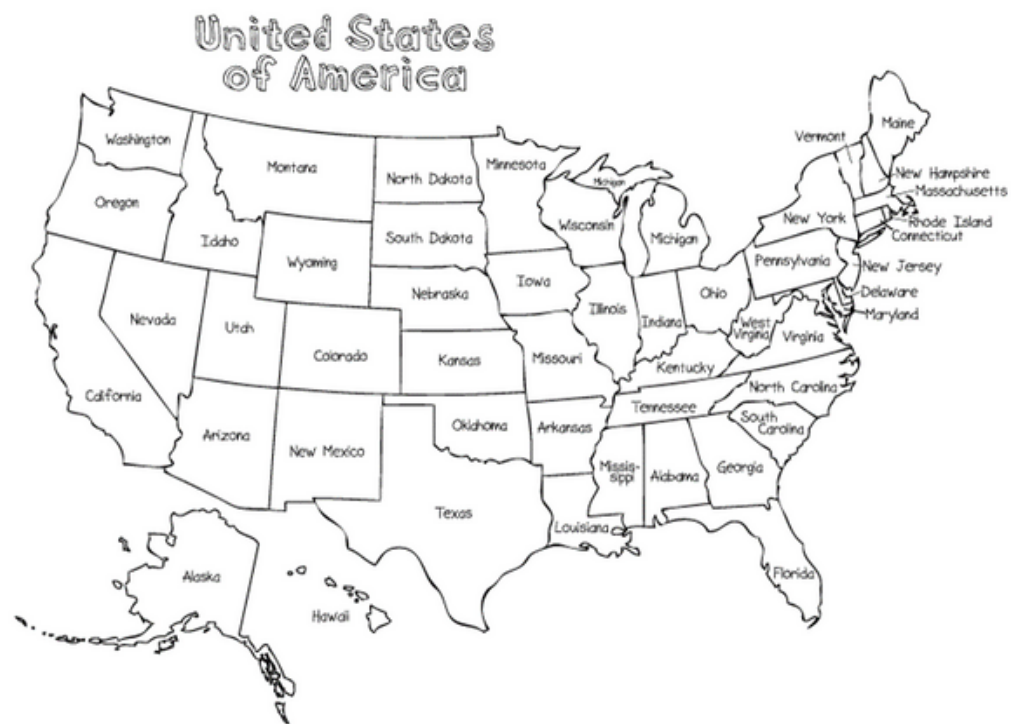 United States
of America
Washington
Oregon
California
Nevada
Idaho
Montana
Wyoming
Utah
Arizona
Colorado
New Mexico
North Dakota
South Dakota
Nebraska
Kansas
Oklahoma
Texas
Minnesota
Iowa
Missouri
Arkansas
Louisiana
Wisconsin
Michigan
Michigan
Illinois
Indiana
Ohio
Kentucky
Tennessee
Missis-
sippi
Alabama
Georgia
Florida
South
Carolina
North Carolina
West
Virginia
Virginia
Pennsylvania
New York
Vermont
Maine
New Hampshire
Massachusetts
Rhode Island
Connecticut
New Jersey
Delaware
Maryland
Alaska
Hawaii